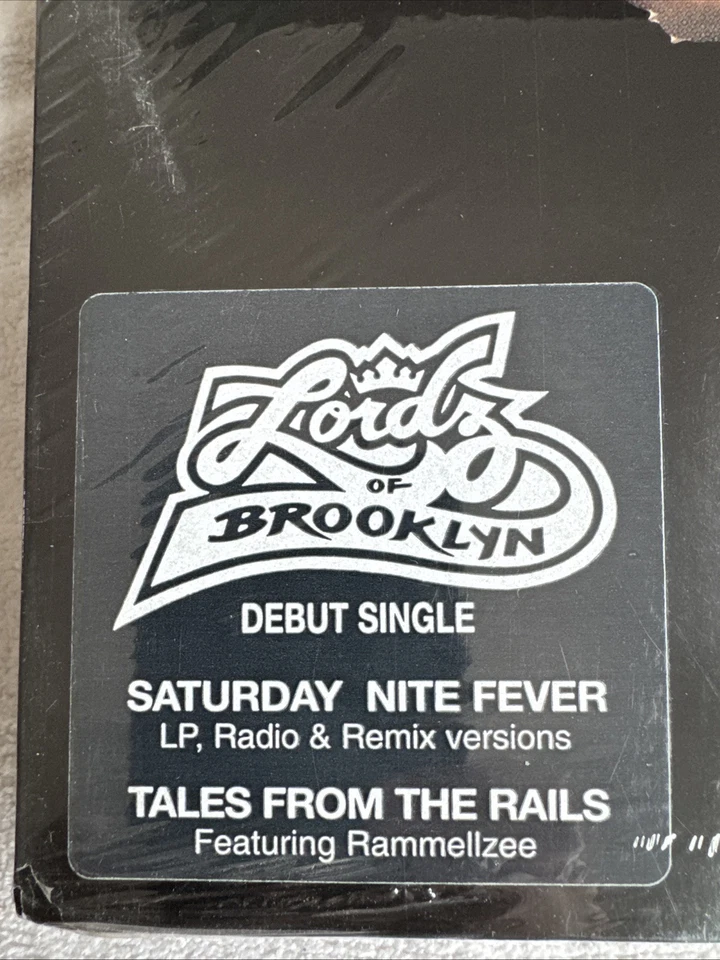 Lordz
OF
BROOKLYN
DEBUT SINGLE
SATURDAY NITE FEVER
LP, Radio & Remix versions
TALES FROM THE RAILS
Featuring Rammellzee